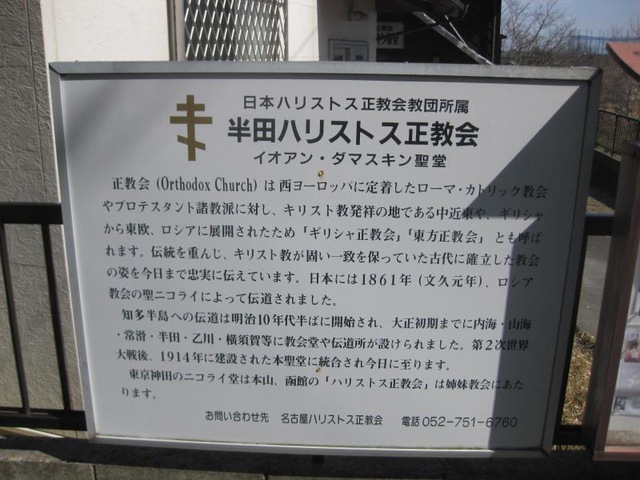 日本ハリストス正教会教団所属
半田ハリストス正教会
イオアン・ダマスキン聖堂
正教会 (Orthodox Church) は西ヨーロッパに定着したローマ・カトリック教会
やプロテスタント諸教派に対し、キリスト教発祥の地である中近東や、ギリシャ
から東欧、ロシアに展開されたため「ギリシャ正教会」「東方正教会」とも呼ば
れます。伝統を重んじ、キリスト教が固い一致を保っていた古代に確立した教会
の姿を今日まで忠実に伝えています。日本には1861年 (文久元年)、ロシア
正教会の聖ニコライによって伝道されました。
知多半島への伝道は明治10年代半ばに開始され、大正初期までに内海・山海
・常滑・半田・乙川・横須賀等に教会堂や伝道所が設けられました。第2次世界
大戦後、1914年に建設された本聖堂に統合され今日に至ります。
東京神田のニコライ堂は本山、函館の「ハリストス正教会」は姉妹教会にあた
ります。
お問い合わせ先 名古屋ハリストス正教会 電話052-751-6760